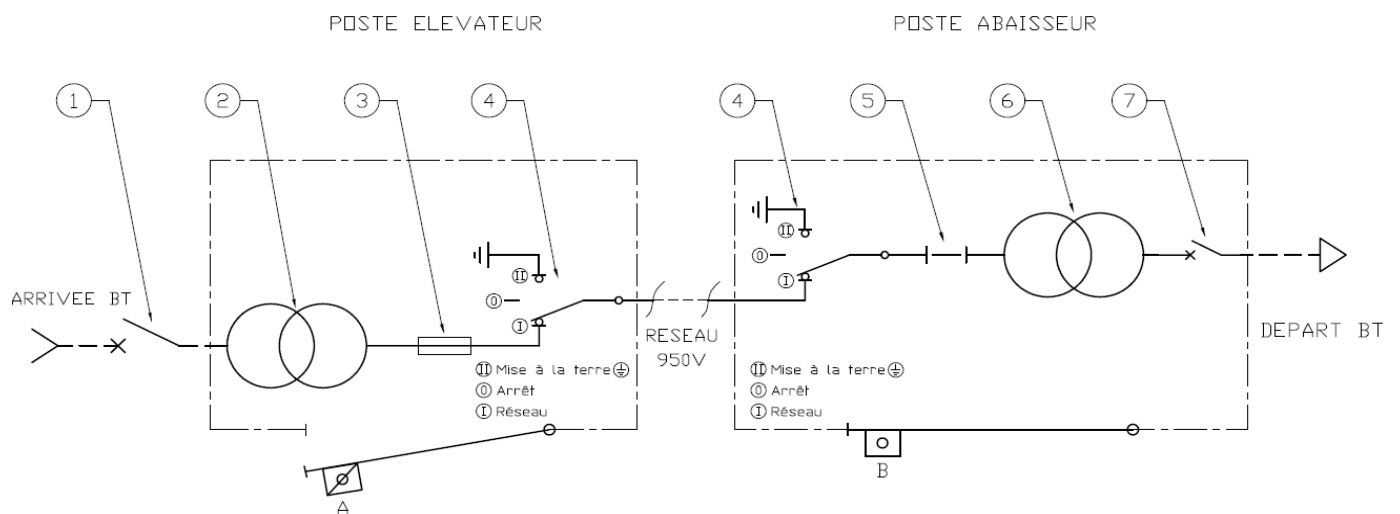 POSTE ELEVATEUR
POSTE ABAISSEUR
1
2
3
4
4
5
6
7
II
0
I
II
0
I
ARRIVEE BT
RESEAU
950V
DEPART BT
II Mise à la terre
0 Arrêt
I Réseau
II Mise à la terre
0 Arrêt
I Réseau
A
B